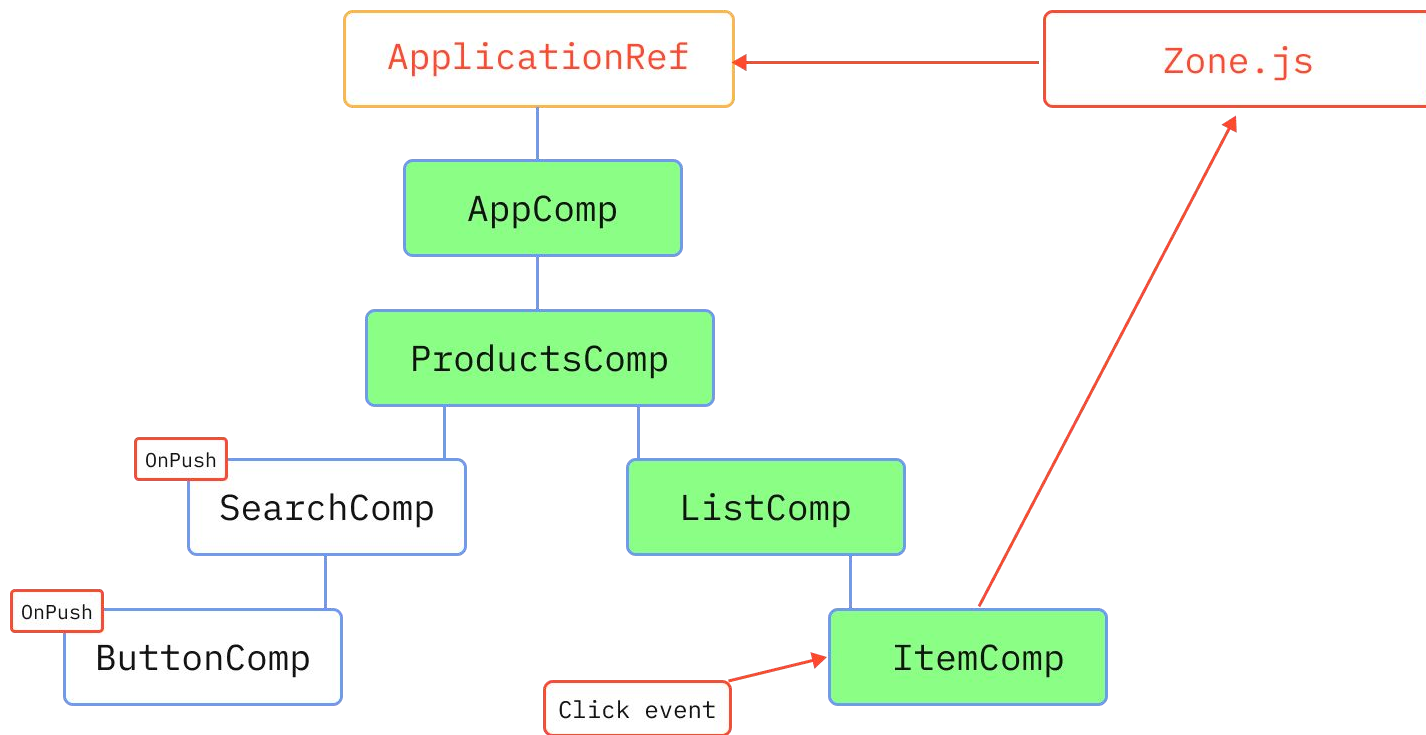 ApplicationRef
Zone.js
AppComp
ProductsComp
OnPush
SearchComp
ListComp
OnPush
ButtonComp
ItemComp
Click event